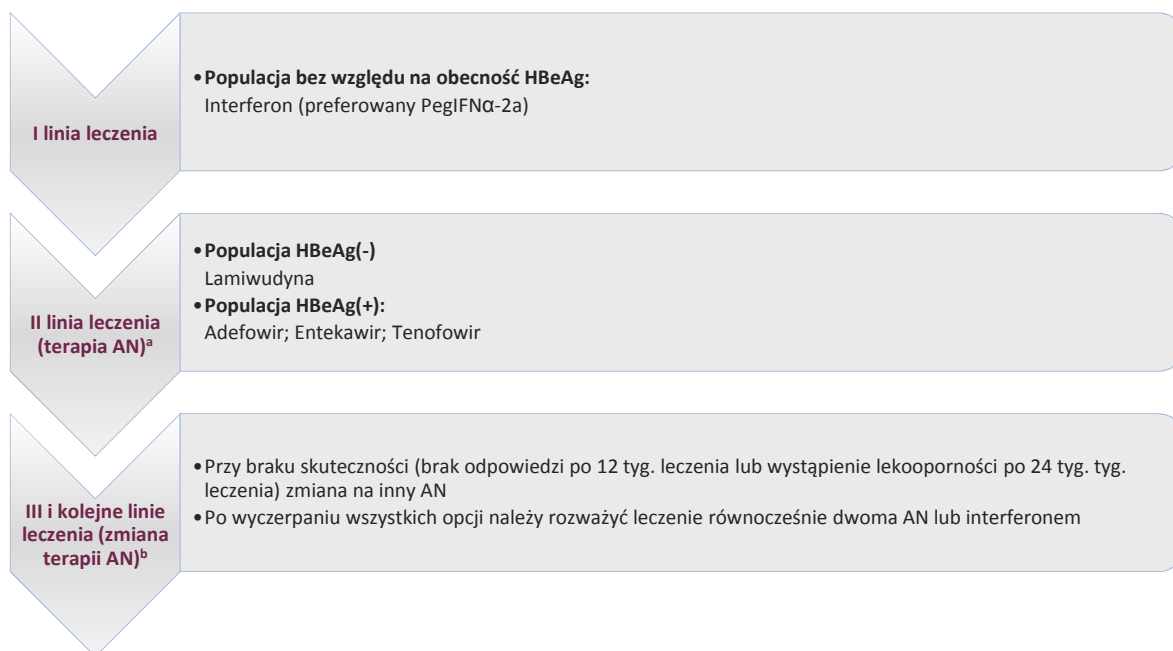 I linia leczenia
•Populacja bez względu na obecność HBeAg:
Interferon (preferowany PegIFNα-2a)
II linia leczenia
(terapia AN)ᵃ
•Populacja HBeAg(-)
Lamiwudyna
•Populacja HBeAg(+):
Adefowir; Entekawir; Tenofowir
III i kolejne linie
leczenia (zmiana
terapii AN)ᵇ
•Przy braku skuteczności (brak odpowiedzi po 12 tyg. leczenia lub wystąpienie lekooporności po 24 tyg. tyg.
leczenia) zmiana na inny AN
•Po wyczerpaniu wszystkich opcji należy rozważyć leczenie równocześnie dwoma AN lub interferonem